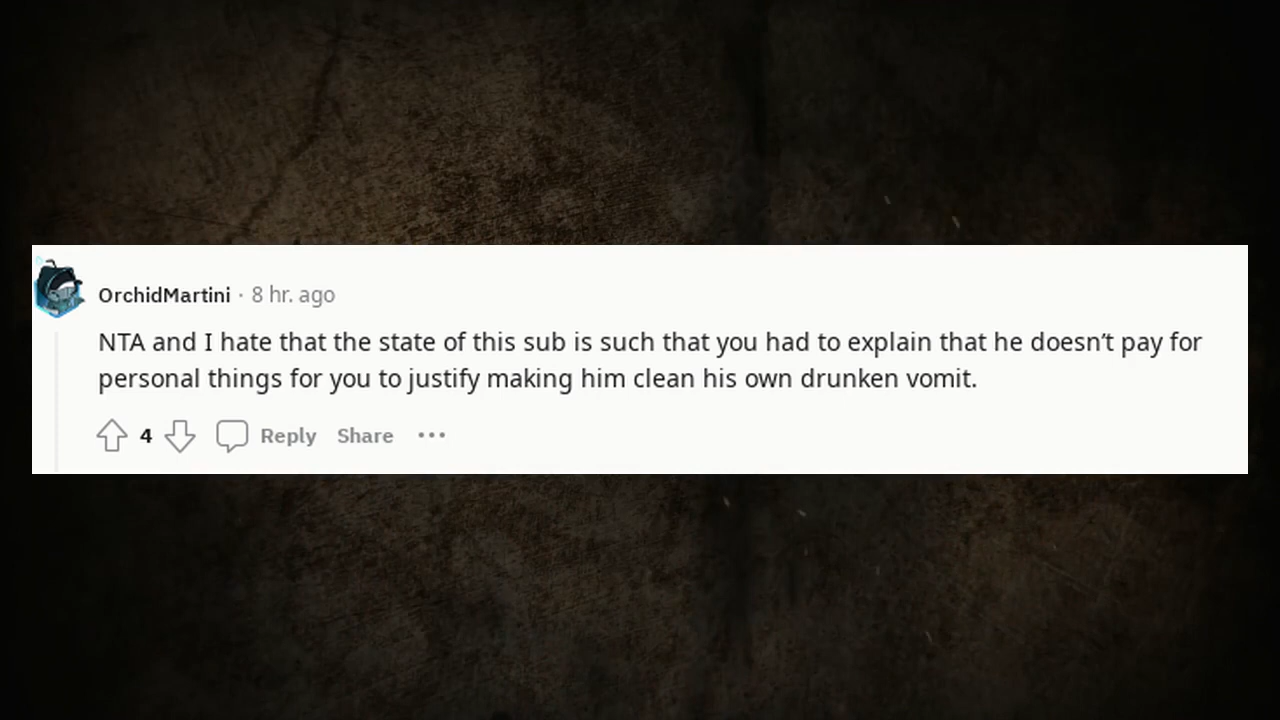 OrchidMartini · 8 hr. ago
NTA and I hate that the state of this sub is such that you had to explain that he doesn’t pay for
personal things for you to justify making him clean his own drunken vomit.
4 Reply Share •••